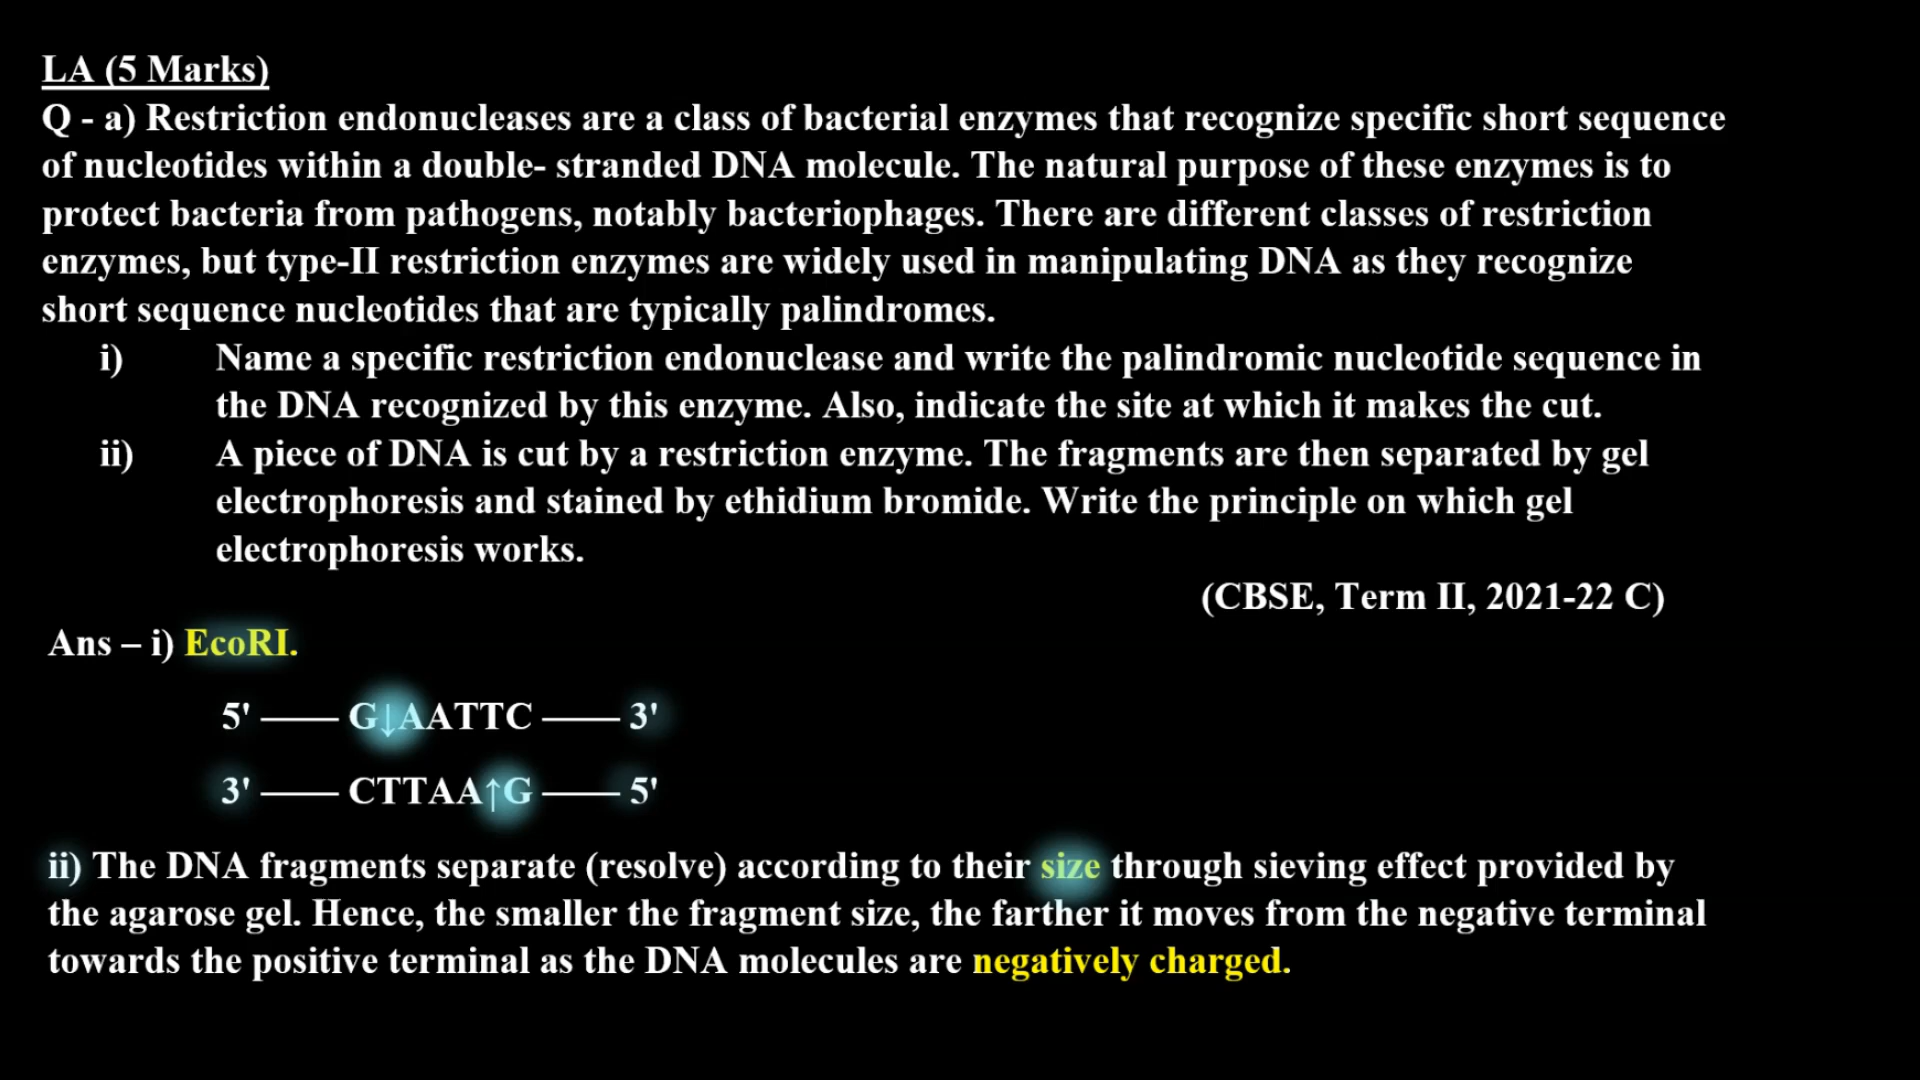 LA (5 Marks)
Q - a) Restriction endonucleases are a class of bacterial enzymes that recognize specific short sequence
of nucleotides within a double- stranded DNA molecule. The natural purpose of these enzymes is to
protect bacteria from pathogens, notably bacteriophages. There are different classes of restriction
enzymes, but type-II restriction enzymes are widely used in manipulating DNA as they recognize
short sequence nucleotides that are typically palindromes.
i) Name a specific restriction endonuclease and write the palindromic nucleotide sequence in
the DNA recognized by this enzyme. Also, indicate the site at which it makes the cut.
ii) A piece of DNA is cut by a restriction enzyme. The fragments are then separated by gel
electrophoresis and stained by ethidium bromide. Write the principle on which gel
electrophoresis works.
(CBSE, Term II, 2021-22 C)
Ans – i) EcoRI.
5' —— G↓AATTC —— 3'
3' —— CTTAA↑G —— 5'
ii) The DNA fragments separate (resolve) according to their size through sieving effect provided by
the agarose gel. Hence, the smaller the fragment size, the farther it moves from the negative terminal
towards the positive terminal as the DNA molecules are negatively charged.